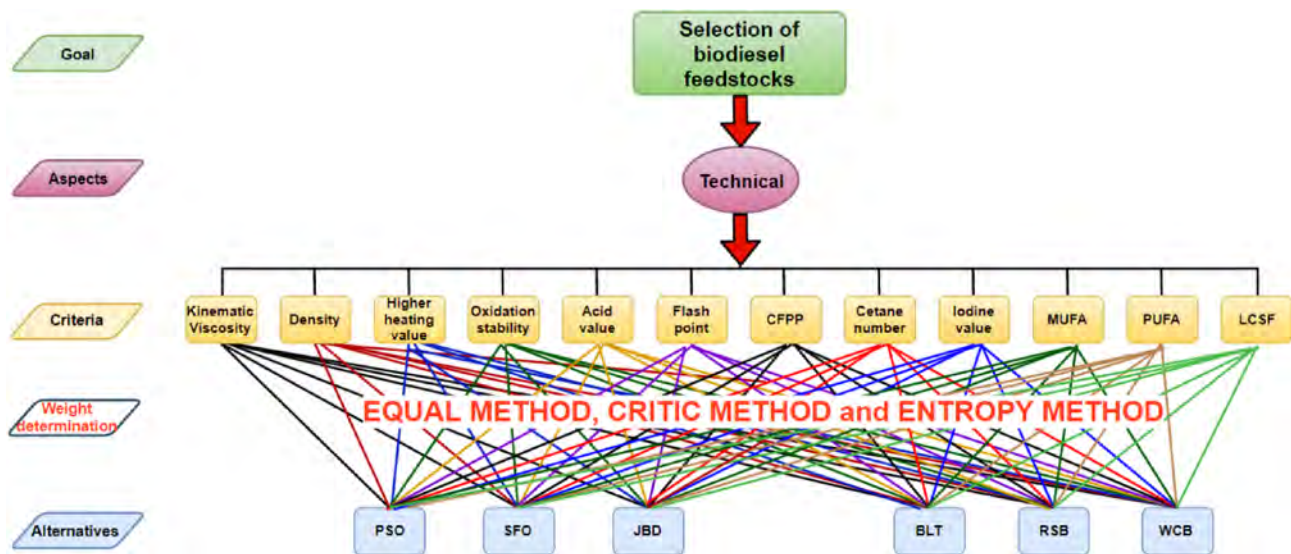 Goal
Selection of
biodiesel
feedstocks
Aspects
Technical
Criteria
Kinematic
Viscosity
Density
Higher
heating
value
Oxidation
stability
Acid
value
Flash
point
CFPP
Cetane
number
Iodine
value
MUFA
PUFA
LCSF
Weight
determination
EQUAL METHOD, CRITIC METHOD and ENTROPY METHOD
Alternatives
PSO
SFO
JBD
BLT
RSB
WCB